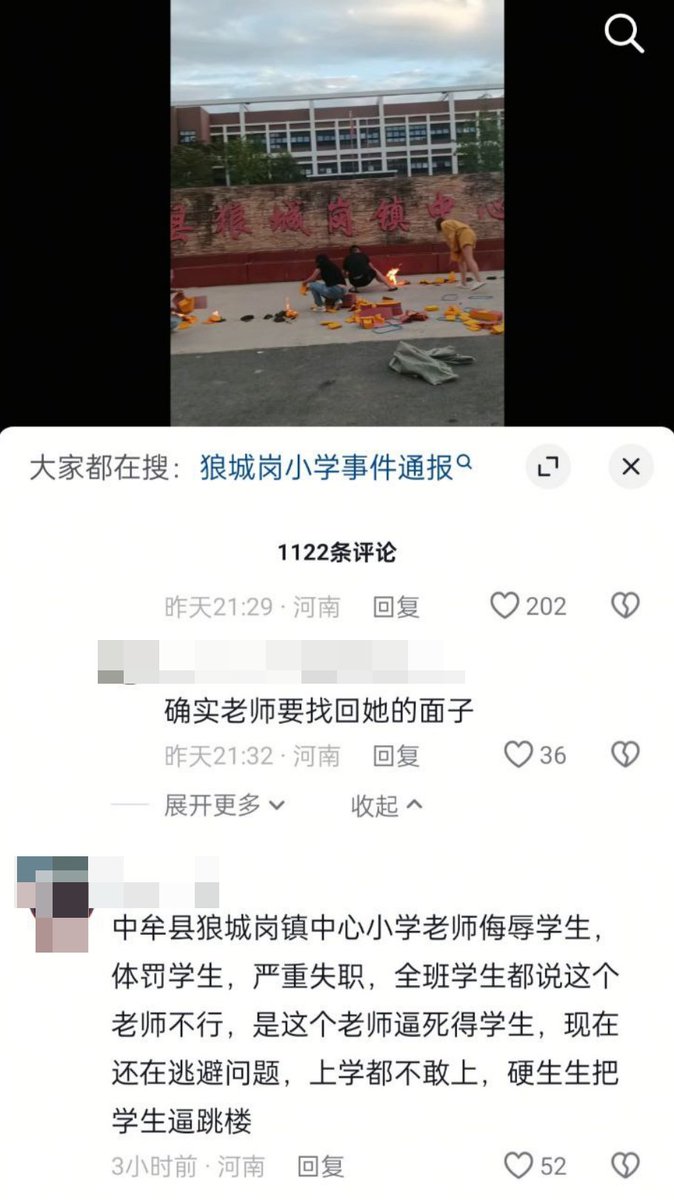 县狼城岗镇中心
大家都在搜：狼城岗小学事件通报
1122条评论
昨天21:29 · 河南 回复 202
确实老师要找回她的面子
昨天21:32 · 河南 回复 36
展开更多 收起
中牟县狼城岗镇中心小学老师侮辱学生，
体罚学生，严重失职，全班学生都说这个
老师不行，是这个老师逼死得学生，现在
还在逃避问题，上学都不敢上，硬生生把
学生逼跳楼
3小时前 · 河南 回复 52